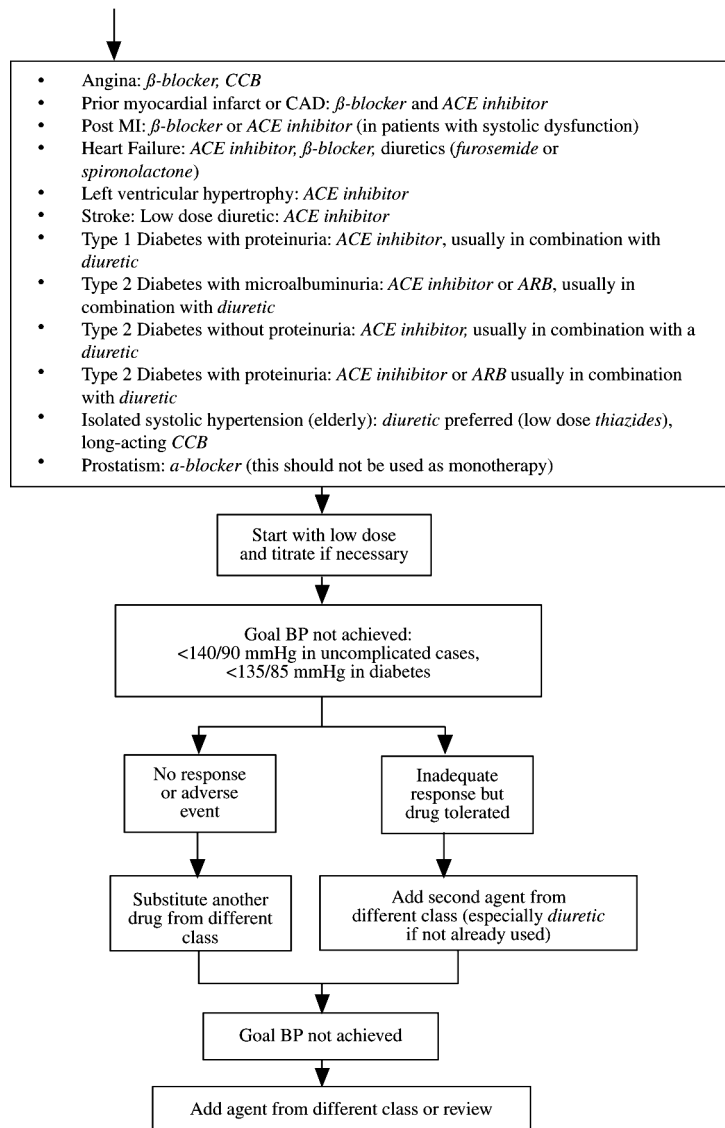 • Angina: ß-blocker, CCB
• Prior myocardial infarct or CAD: ß-blocker and ACE inhibitor
• Post MI: ß-blocker or ACE inhibitor (in patients with systolic dysfunction)
• Heart Failure: ACE inhibitor, ß-blocker, diuretics (furosemide or
spironolactone)
• Left ventricular hypertrophy: ACE inhibitor
• Stroke: Low dose diuretic: ACE inhibitor
• Type 1 Diabetes with proteinuria: ACE inhibitor, usually in combination with
diuretic
• Type 2 Diabetes with microalbuminuria: ACE inhibitor or ARB, usually in
combination with diuretic
• Type 2 Diabetes without proteinuria: ACE inhibitor, usually in combination with a
diuretic
• Type 2 Diabetes with proteinuria: ACE inihibitor or ARB usually in combination
with diuretic
• Isolated systolic hypertension (elderly): diuretic preferred (low dose thiazides),
long-acting CCB
• Prostatism: a-blocker (this should not be used as monotherapy)
Start with low dose
and titrate if necessary
Goal BP not achieved:
<140/90 mmHg in uncomplicated cases,
<135/85 mmHg in diabetes
No response
or adverse
event
Inadequate
response but
drug tolerated
Substitute another
drug from different
class
Add second agent from
different class (especially diuretic
if not already used)
Goal BP not achieved
Add agent from different class or review